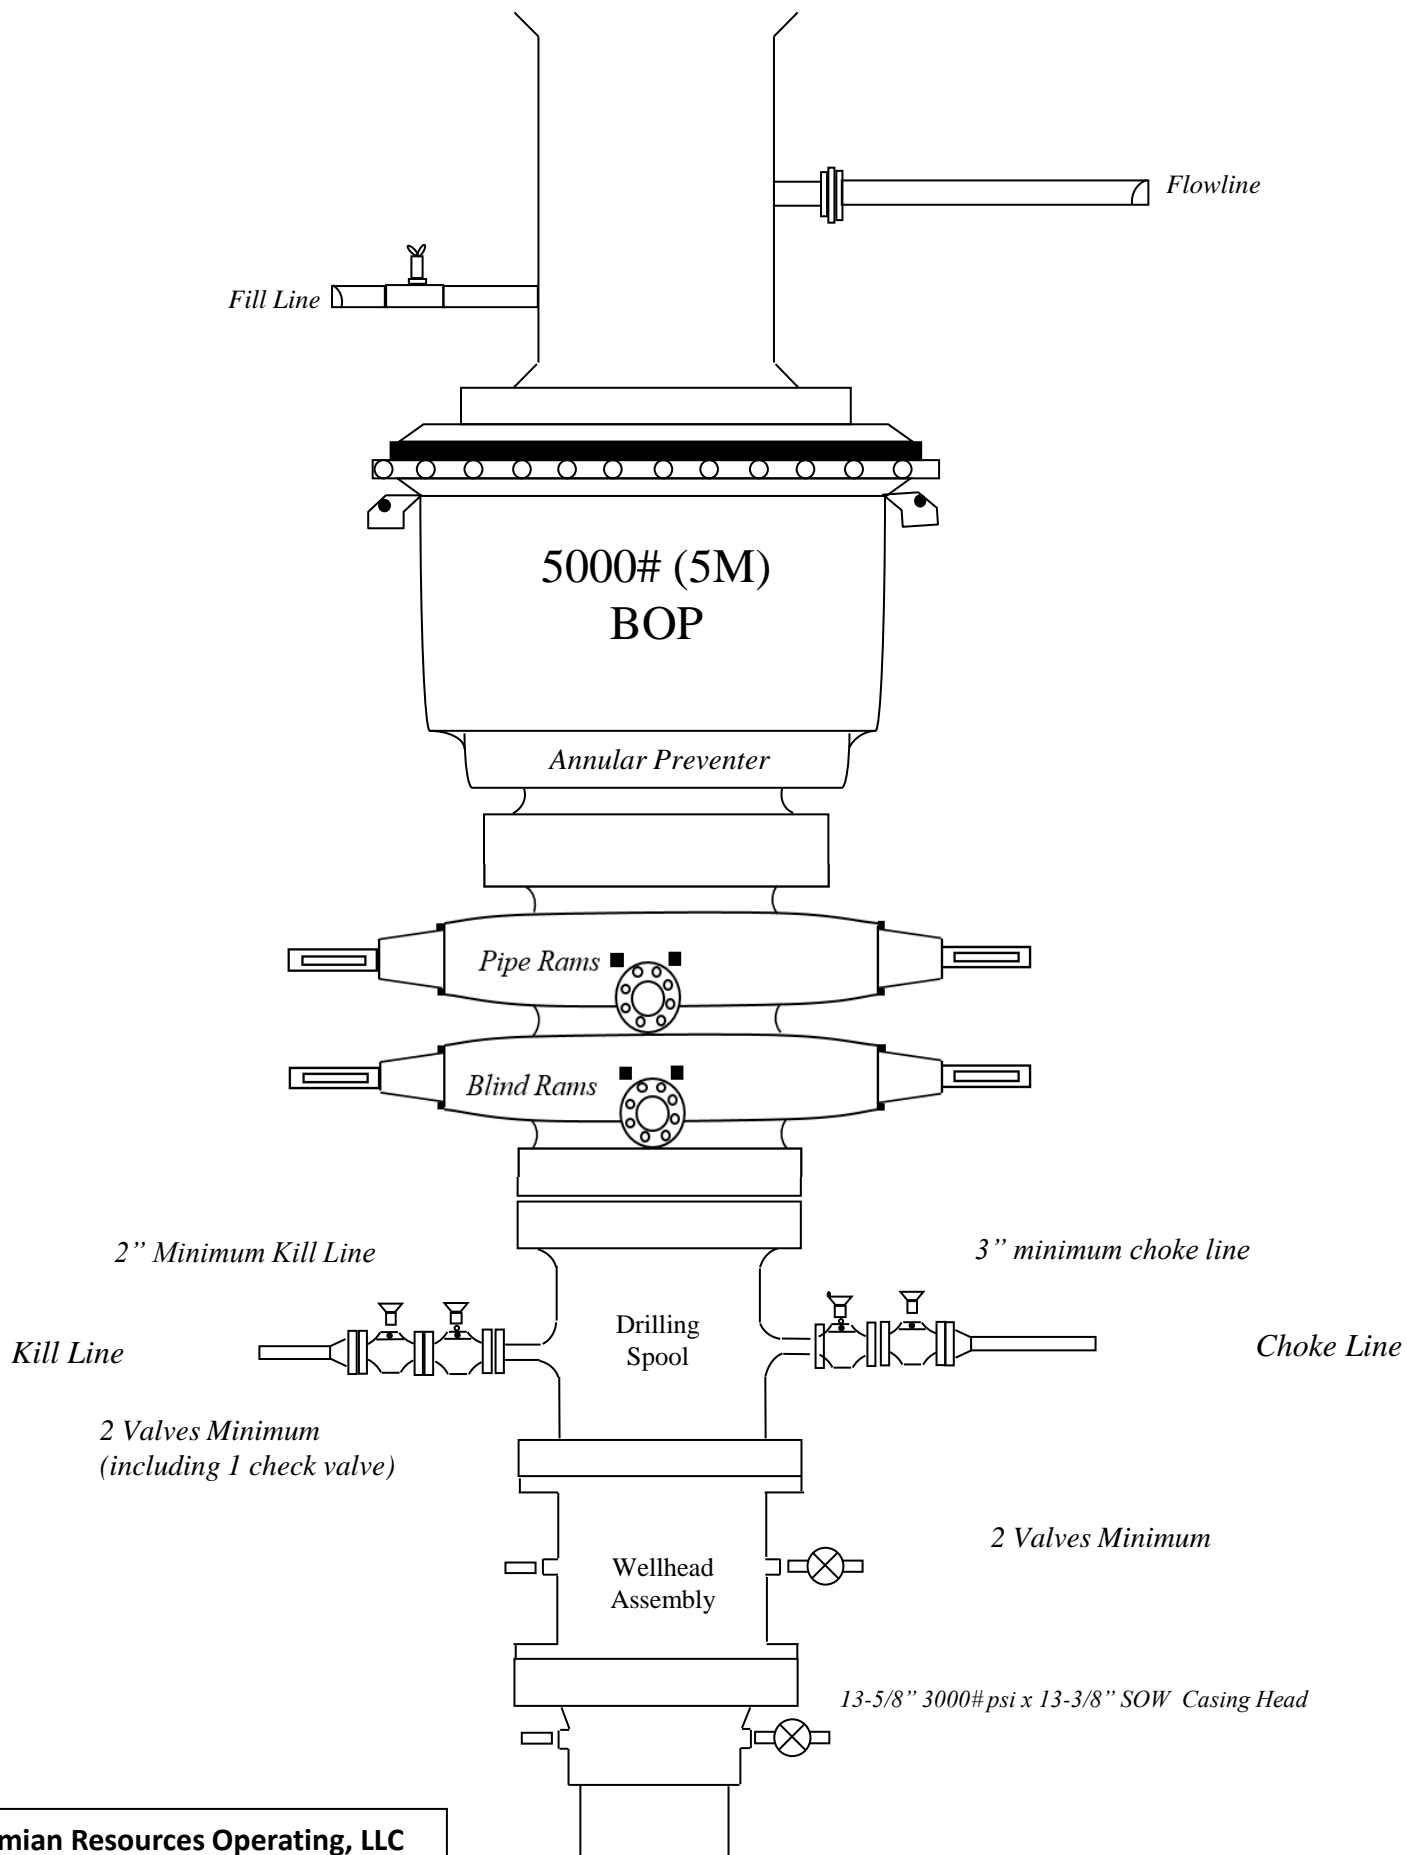 Flowline
Fill Line
5000# (5M)
BOP
Annular Preventer
Pipe Rams
Blind Rams
2” Minimum Kill Line
3” minimum choke line
Drilling
Spool
Kill Line
Choke Line
2 Valves Minimum
(including 1 check valve)
2 Valves Minimum
Wellhead
Assembly
13-5/8” 3000# psi x 13-3/8” SOW Casing Head
mian Resources Operating, LLC